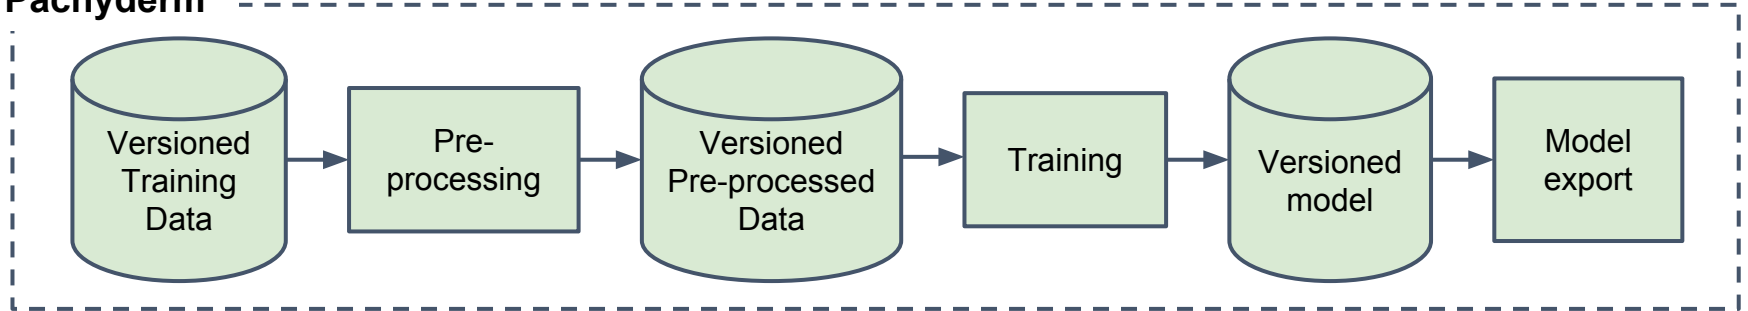 Pachyderm
Versioned
Training
Data
Pre-
processing
Versioned
Pre-processed
Data
Training
Versioned
model
Model
export